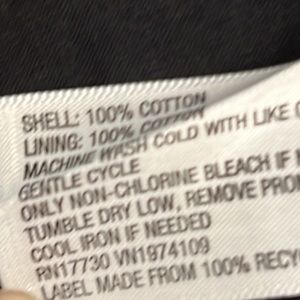 SHELL: 100% COTTON
LINING: 100% COTTON
MACHINE WASH COLD WITH LIKE
GENTLE CYCLE
ONLY NON-CHLORINE BLEACH IF
TUMBLE DRY LOW, REMOVE
COOL IRON IF NEEDED
RN17730 VN1974109
LABEL MADE FROM 100%